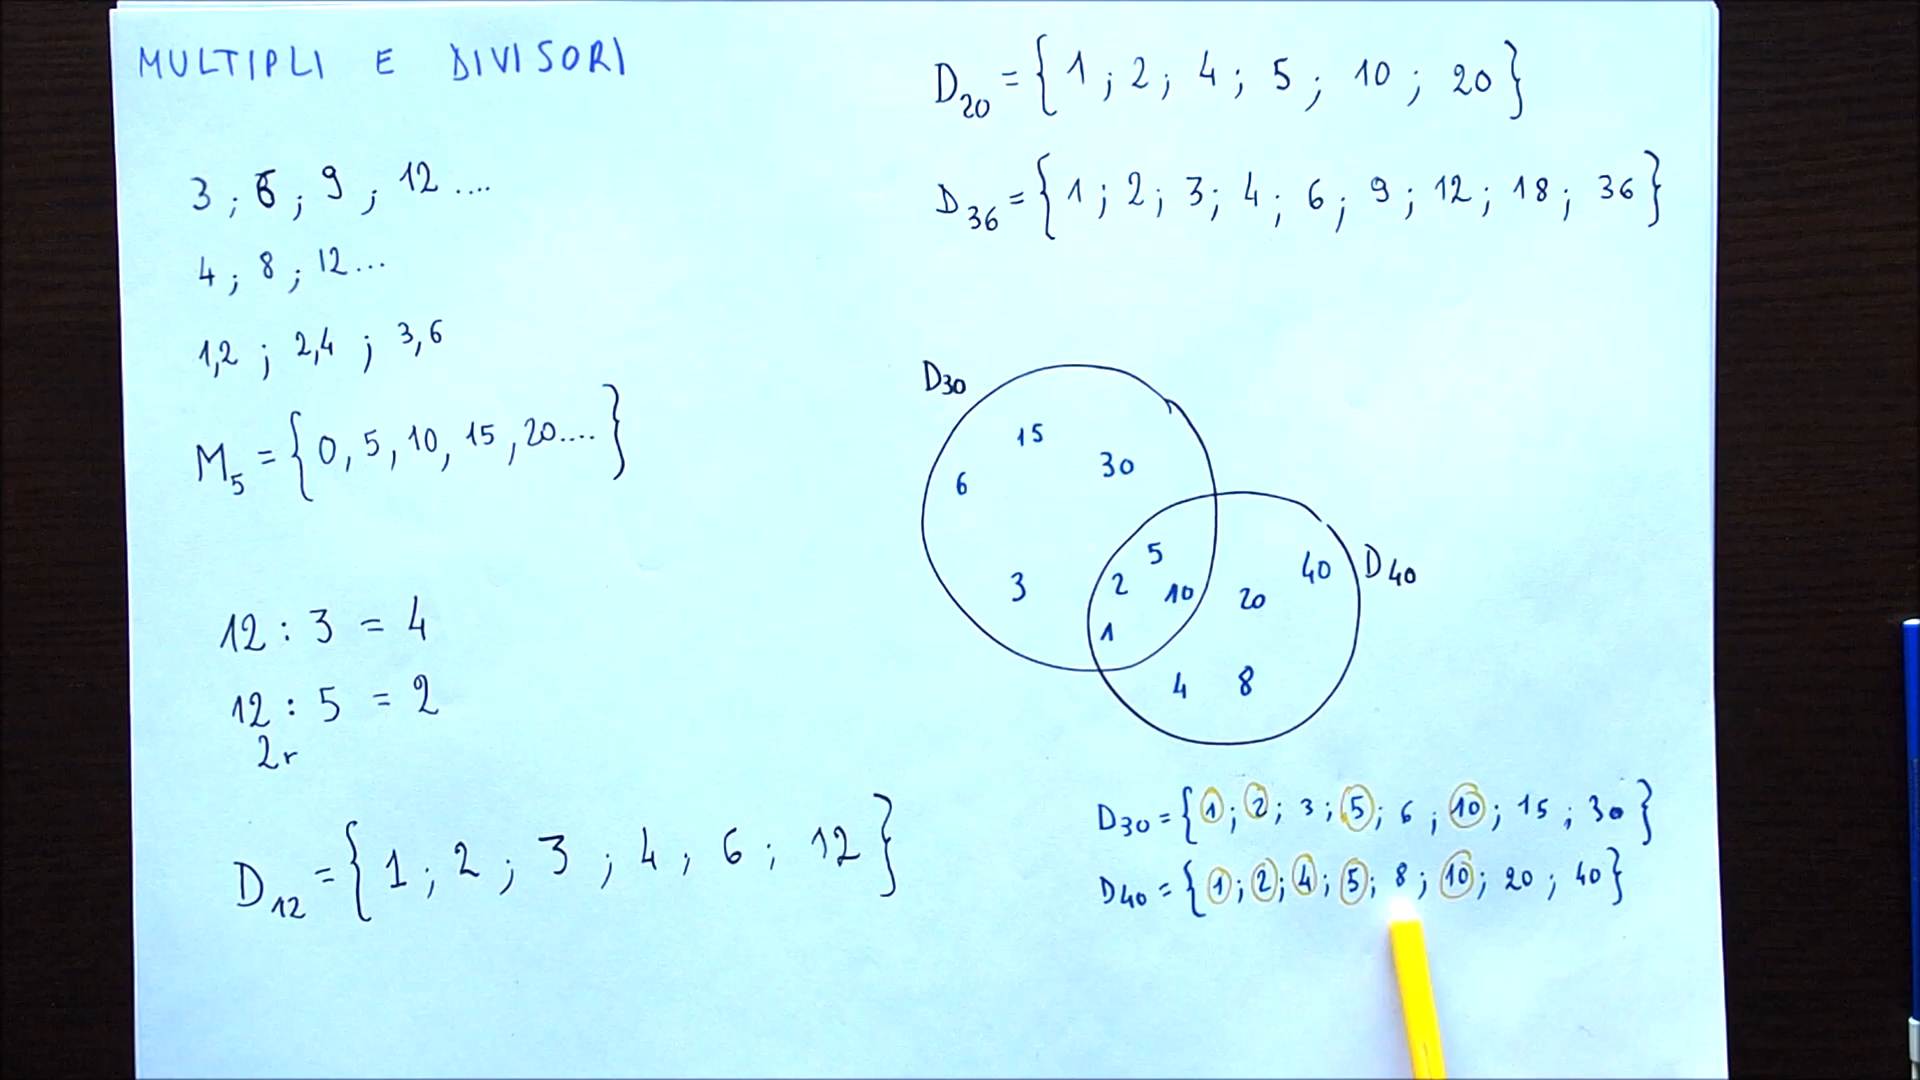 MULTIPLI E DIVISORI
3 ; 6 ; 9 ; 12 ....
4 ; 8 ; 12 ...
1,2 ; 2,4 ; 3,6
M5 = {0, 5, 10, 15, 20....}
12 : 3 = 4
12 : 5 = 2
2r
D12 = {1 ; 2 ; 3 ; 4 ; 6 ; 12}
D20 = {1 ; 2 ; 4 ; 5 ; 10 ; 20}
D36 = {1 ; 2 ; 3 ; 4 ; 6 ; 9 ; 12 ; 18 ; 36}
D30
15
30
6
5
40 D40
3
2
10
20
1
4
8
D30 = {1 ; 2 ; 3 ; 5 ; 6 ; 10 ; 15 ; 30}
D40 = {1 ; 2 ; 4 ; 5 ; 8 ; 10 ; 20 ; 40}